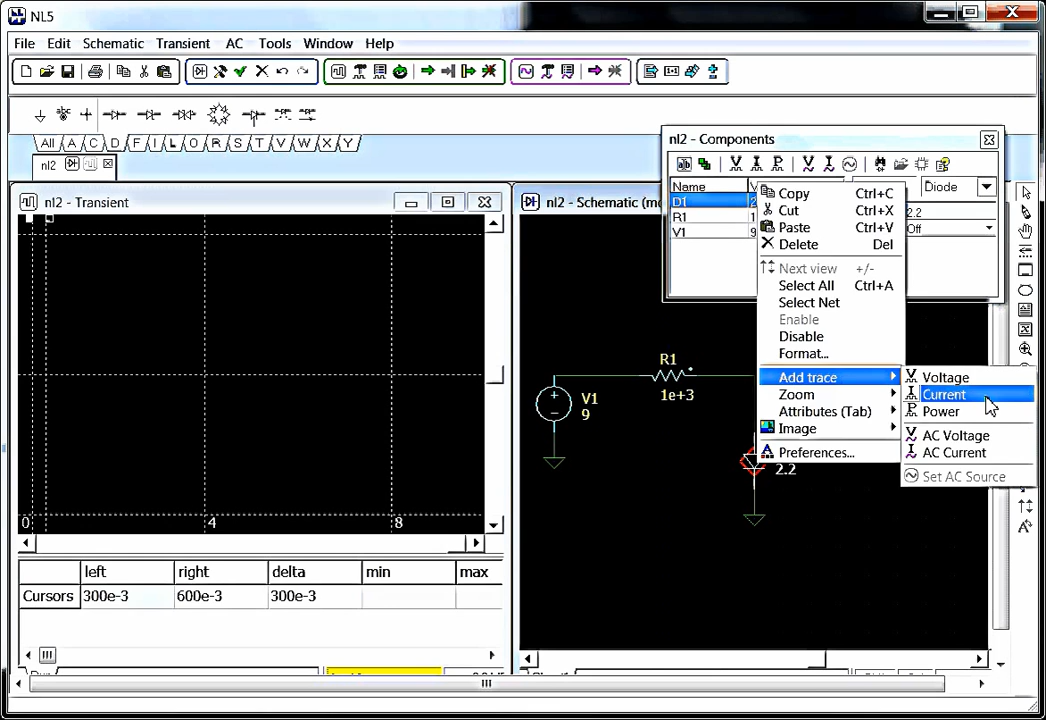 NL5
File Edit Schematic Transient AC Tools Window Help
All A C D F I L O R S T V W X Y
nl2
nl2 - Transient
0 4 8
left right delta min max
Cursors 300e-3 600e-3 300e-3
nl2 - Schematic (mo
R1
1e+3
V1
9
2.2
nl2 - Components
Name V
D1 2
R1 1
V1 9
Diode
2.2
Off
Copy Ctrl+C
Cut Ctrl+X
Paste Ctrl+V
Delete Del
Next view +/-
Select All Ctrl+A
Select Net
Enable
Disable
Format...
Add trace
Zoom
Attributes (Tab)
Image
Preferences...
Voltage
Current
Power
AC Voltage
AC Current
Set AC Source